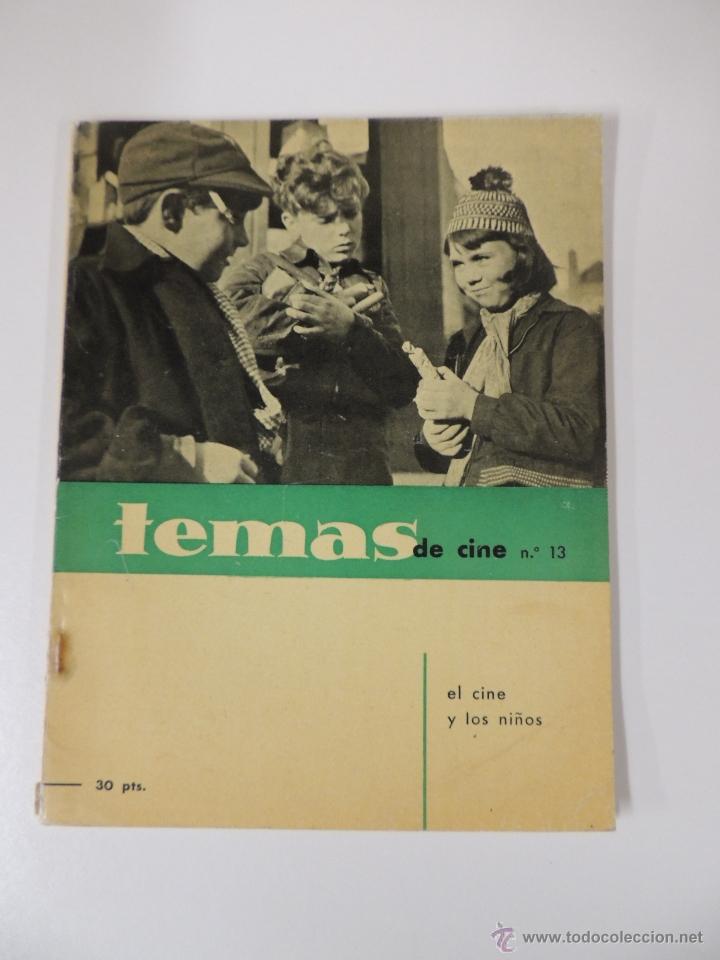 temas de cine n.º 13
el cine
y los niños
30 pts.
© www.todocoleccion.net